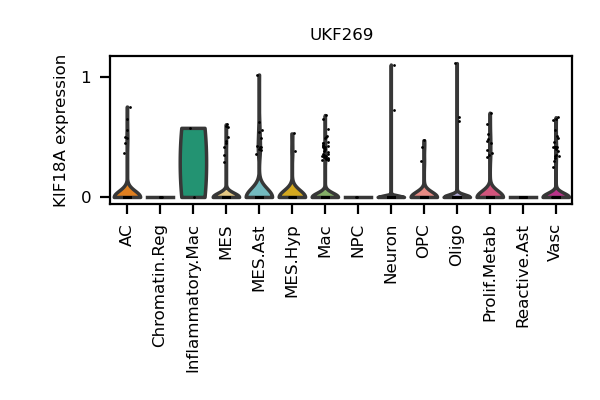 UKF269
KIF18A expression
1
0
AC
Chromatin.Reg
Inflammatory.Mac
MES
MES.Ast
MES.Hyp
Mac
NPC
Neuron
OPC
Oligo
Prolif.Metab
Reactive.Ast
Vasc